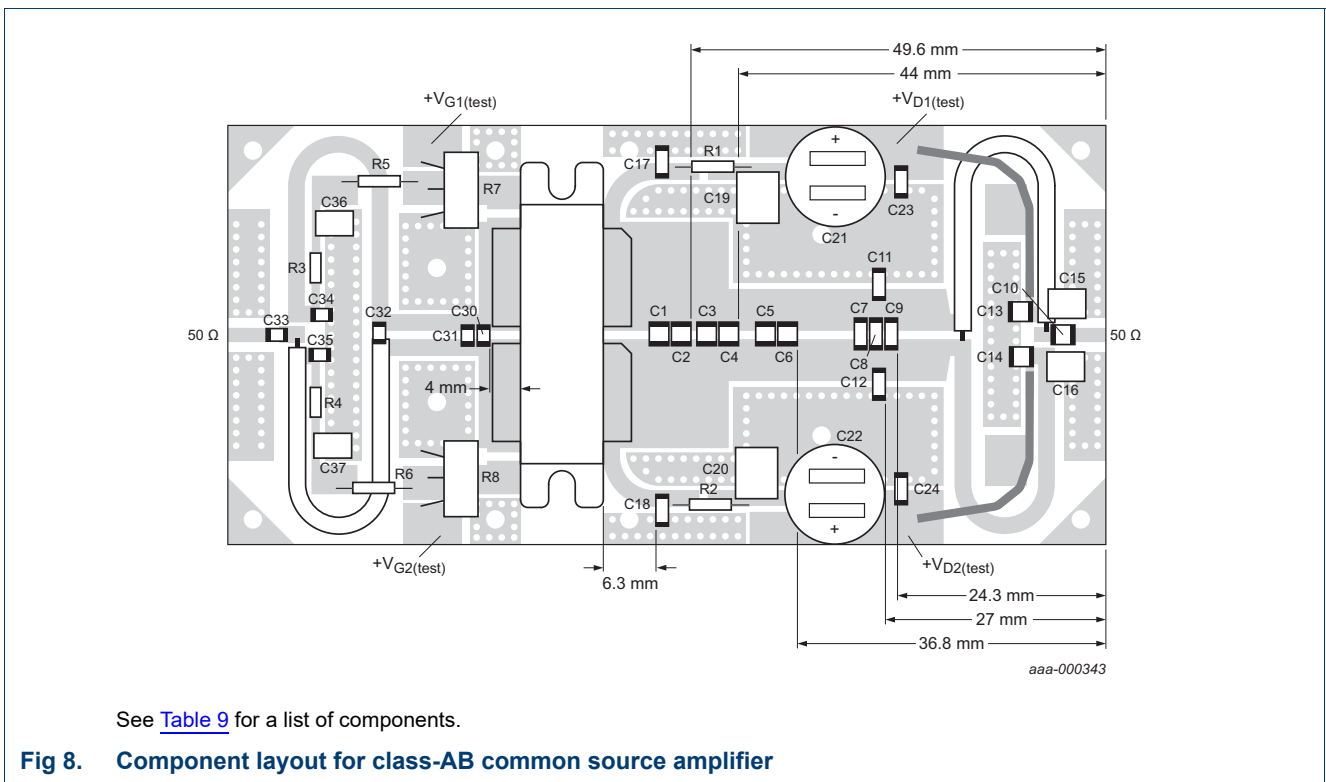 49.6 mm
44 mm
+VG1(test)
+VD1(test)
C17
R1
R5
R7
C36
C19
C23
C21
R3
C11
C15
C10
C34
C32
C30
C1
C3
C5
C7
C9
C13
50 Ω
C33
C31
50 Ω
C35
C2
C4
C6
C8
C14
C12
C16
4 mm
R4
C22
C37
R6
R8
C20
C24
C18
R2
+VG2(test)
+VD2(test)
6.3 mm
24.3 mm
27 mm
36.8 mm
+
-
-
+
aaa-000343
See Table 9 for a list of components.
Fig 8. Component layout for class-AB common source amplifier